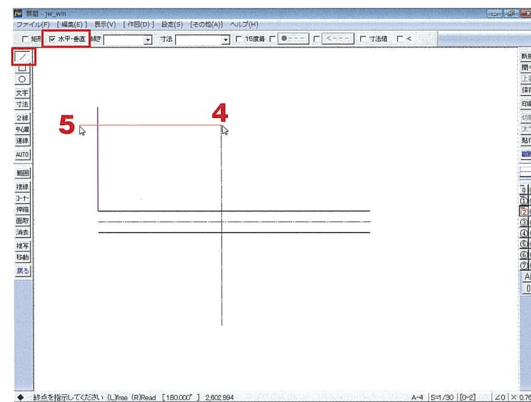 無題 - jw_win
ファイル(F) [編集(E)] 表示(V) [作図(D)] 設定(S) [その他(A)] ヘルプ(H)
矩形 水平・垂直 傾き 寸法 15度毎 ●--- <--- 寸法値 <
／
□
○
文字
寸法
2線
中心線
連線
AUTO
範囲
複線
コーナー
伸縮
面取
消去
複写
移動
戻る
4
5
◆ 終点を指示してください (L)free (R)Read [180.000°] 2,602.994
A-4 S=1/30 [0-2] ∠0 ×